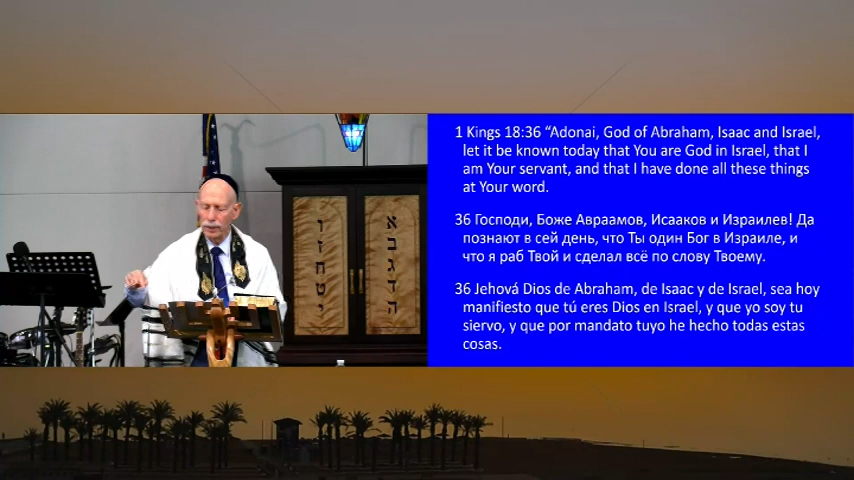 1 Kings 18:36 “Adonai, God of Abraham, Isaac and Israel,
let it be known today that You are God in Israel, that I
am Your servant, and that I have done all these things
at Your word.
36 Господи, Боже Авраамов, Исааков и Израилев! Да
познают в сей день, что Ты один Бог в Израиле, и
что я раб Твой и сделал всё по слову Твоему.
36 Jehová Dios de Abraham, de Isaac y de Israel, sea hoy
manifiesto que tú eres Dios en Israel, y que yo soy tu
siervo, y que por mandato tuyo he hecho todas estas
cosas.
ו
ז
ח
ט
י
א
ב
ג
ד
ה